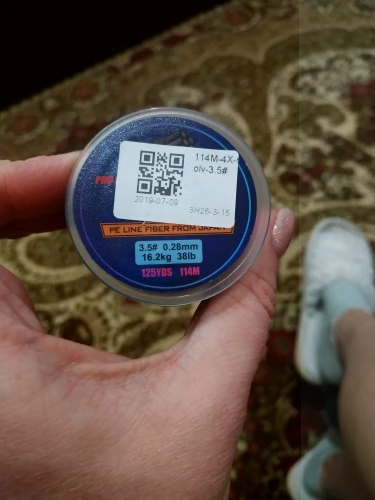 114M-4X-
olv-3.5#
PRO
2019-07-09
3H26-3-15
PE LINE FIBER FROM JAPAN
3.5# 0.28mm
16.2kg 38lb
125YDS 114M